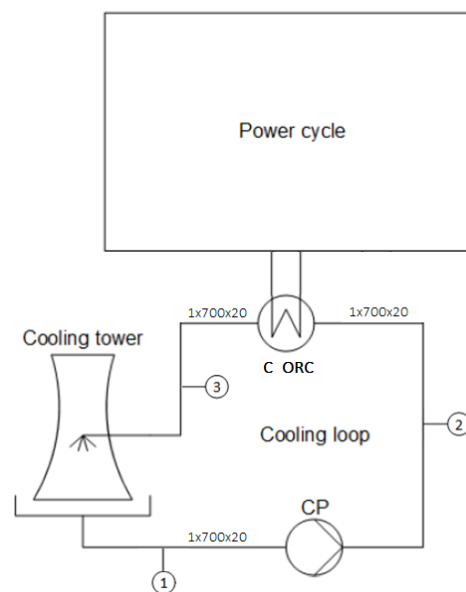 Power cycle
1x700x20
1x700x20
Cooling tower
C ORC
3
2
Cooling loop
CP
1x700x20
1